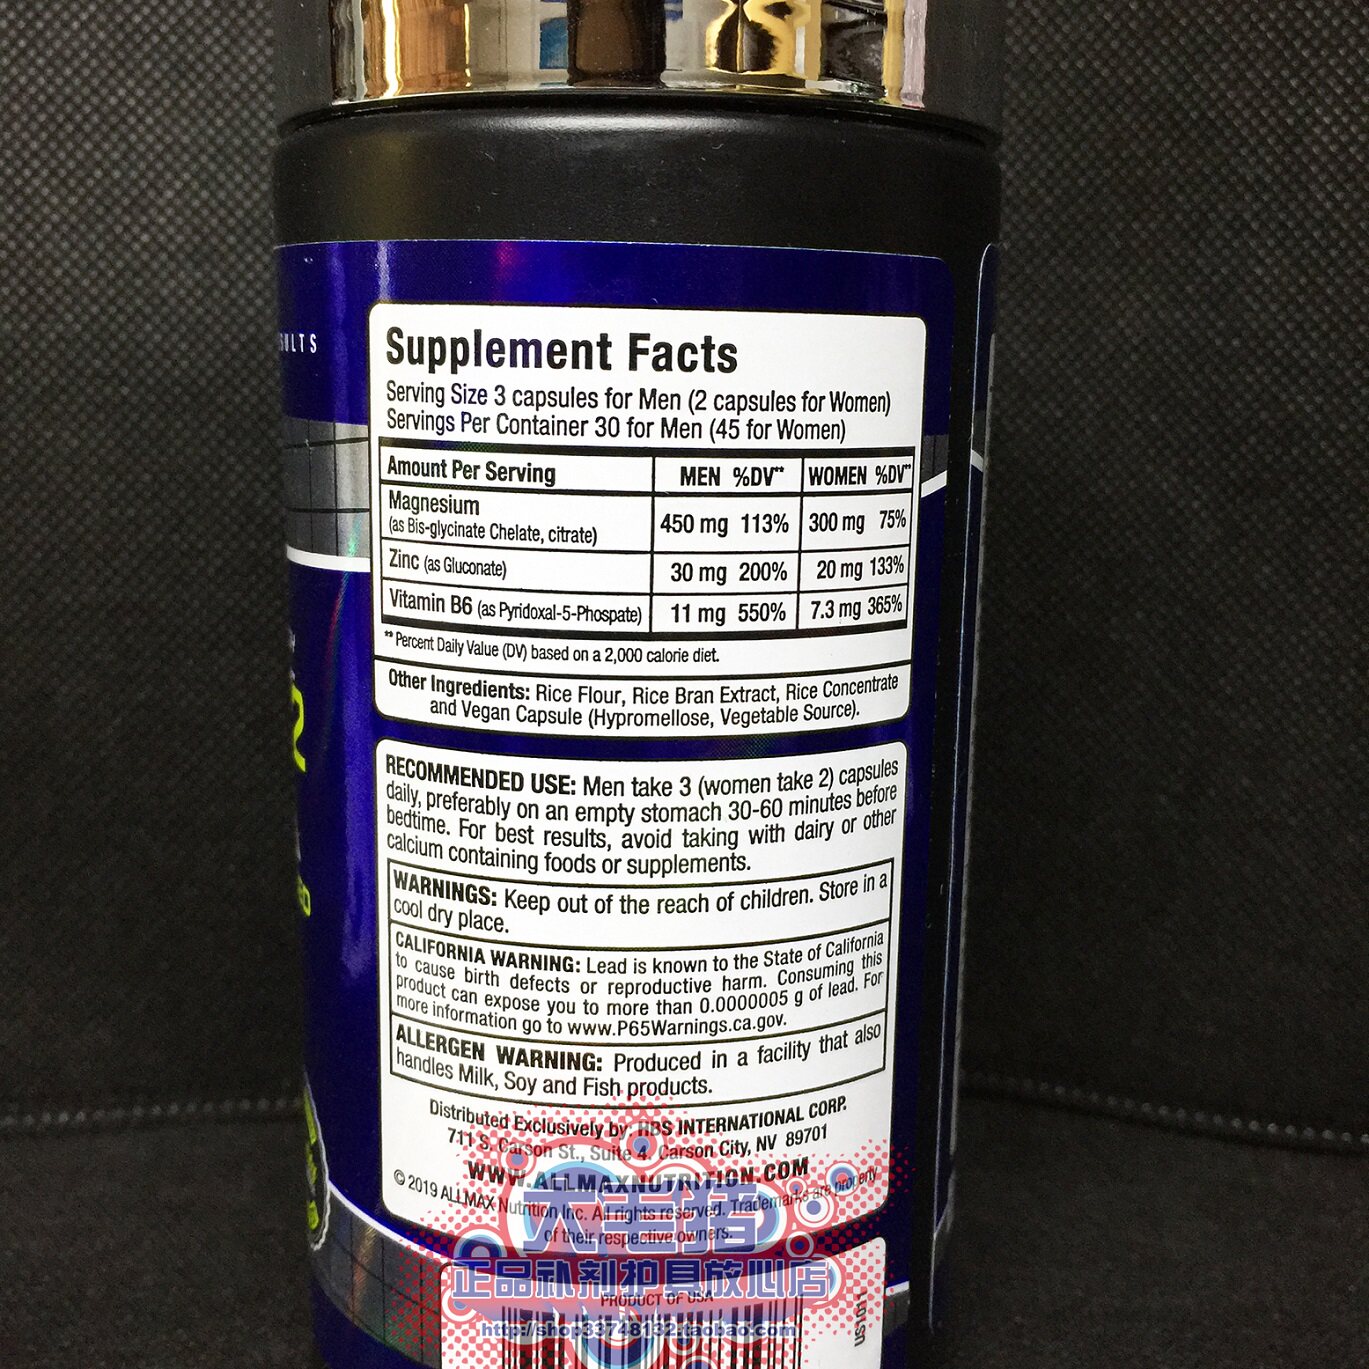 SULTS
Supplement Facts
Serving Size 3 capsules for Men (2 capsules for Women)
Servings Per Container 30 for Men (45 for Women)
Amount Per Serving MEN %DV** WOMEN %DV**
Magnesium
(as Bis-glycinate Chelate, citrate) 450 mg 113% 300 mg 75%
Zinc (as Gluconate) 30 mg 200% 20 mg 133%
Vitamin B6 (as Pyridoxal-5-Phospate) 11 mg 550% 7.3 mg 365%
** Percent Daily Value (DV) based on a 2,000 calorie diet.
Other Ingredients: Rice Flour, Rice Bran Extract, Rice Concentrate
and Vegan Capsule (Hypromellose, Vegetable Source).
RECOMMENDED USE: Men take 3 (women take 2) capsules
daily, preferably on an empty stomach 30-60 minutes before
bedtime. For best results, avoid taking with dairy or other
calcium containing foods or supplements.
WARNINGS: Keep out of the reach of children. Store in a
cool dry place.
CALIFORNIA WARNING: Lead is known to the State of California
to cause birth defects or reproductive harm. Consuming this
product can expose you to more than 0.0000005 g of lead. For
more information go to www.P65Warnings.ca.gov.
ALLERGEN WARNING: Produced in a facility that also
handles Milk, Soy and Fish products.
Distributed Exclusively by: HBS INTERNATIONAL CORP.
711 S. Carson St., Suite 4, Carson City, NV 89701
WWW.ALLMAXNUTRITION.COM
© 2019 ALLMAX Nutrition Inc. All rights reserved. Trademarks are property
of their respective owners.
大毛猪
正品补剂护具放心店
PRODUCT OF USA
http://shop33748132.taobao.com